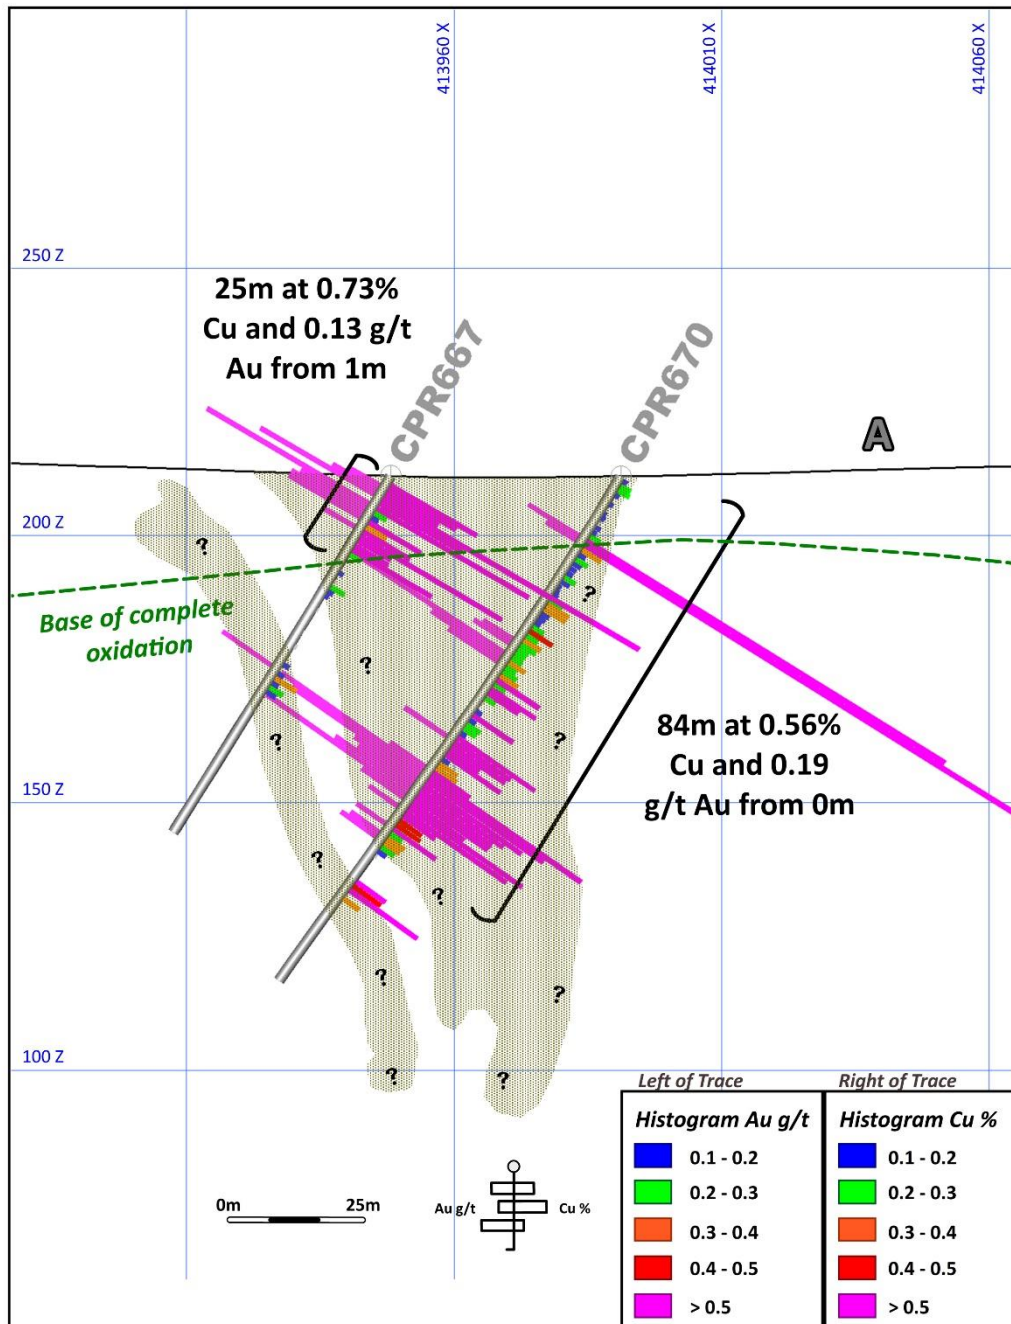 413960 X
414010 X
414060 X
250 Z
25m at 0.73%
Cu and 0.13 g/t
Au from 1m
CPR667
CPR670
A
200 Z
?
?
Base of complete
oxidation
?
84m at 0.56%
Cu and 0.19
g/t Au from 0m
?
?
150 Z
?
?
?
?
100 Z
?
?
Left of Trace
Right of Trace
Histogram Au g/t
Histogram Cu %
0.1 - 0.2
0.1 - 0.2
0.2 - 0.3
0.2 - 0.3
0.3 - 0.4
0.3 - 0.4
0.4 - 0.5
0.4 - 0.5
> 0.5
> 0.5
0m
25m
Au g/t
Cu %